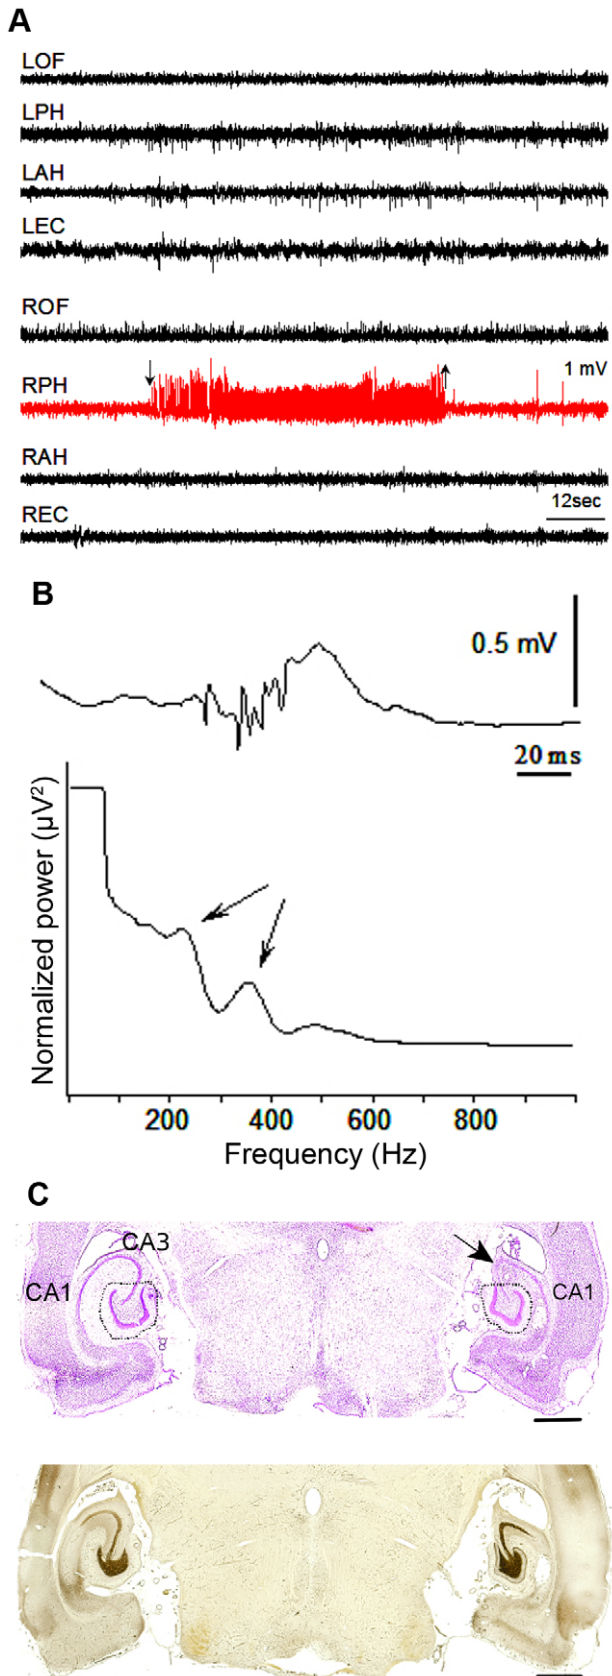 A
LOF
LPH
LAH
LEC
ROF
RPH
1 mV
RAH
12sec
REC
B
0.5 mV
20 ms
Normalized power (µV²)
200 400 600 800
Frequency (Hz)
C
CA3
CA1
CA1